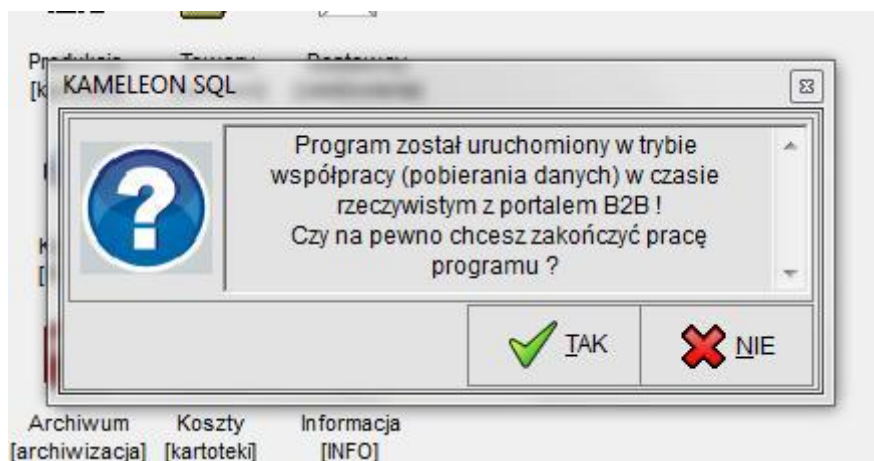 KAMELEON SQL
Program został uruchomiony w trybie
współpracy (pobierania danych) w czasie
rzeczywistym z portalem B2B !
Czy na pewno chcesz zakończyć pracę
programu ?
TAK NIE
Archiwum Koszty Informacja
[archiwizacja] [kartoteki] [INFO]